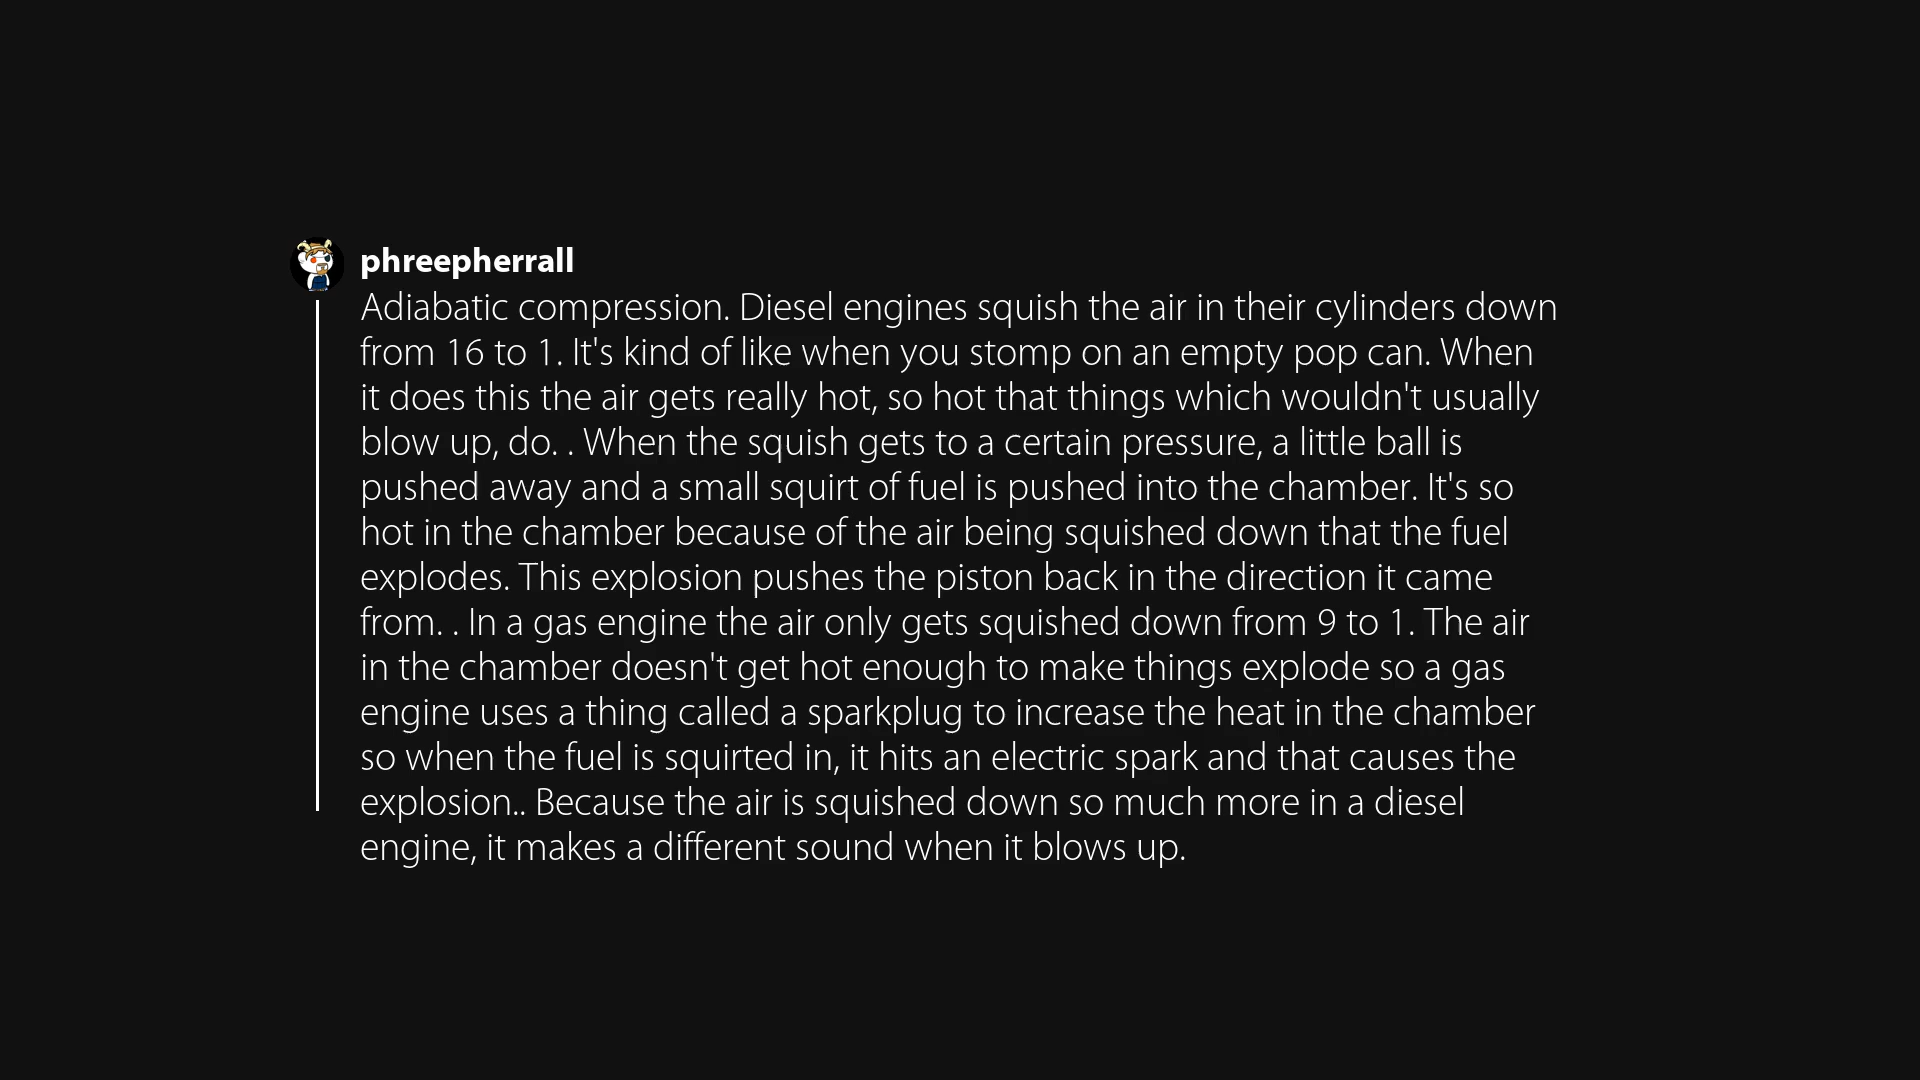 phreepherrall
Adiabatic compression. Diesel engines squish the air in their cylinders down
from 16 to 1. It's kind of like when you stomp on an empty pop can. When
it does this the air gets really hot, so hot that things which wouldn't usually
blow up, do. . When the squish gets to a certain pressure, a little ball is
pushed away and a small squirt of fuel is pushed into the chamber. It's so
hot in the chamber because of the air being squished down that the fuel
explodes. This explosion pushes the piston back in the direction it came
from. . In a gas engine the air only gets squished down from 9 to 1. The air
in the chamber doesn't get hot enough to make things explode so a gas
engine uses a thing called a sparkplug to increase the heat in the chamber
so when the fuel is squirted in, it hits an electric spark and that causes the
explosion.. Because the air is squished down so much more in a diesel
engine, it makes a different sound when it blows up.